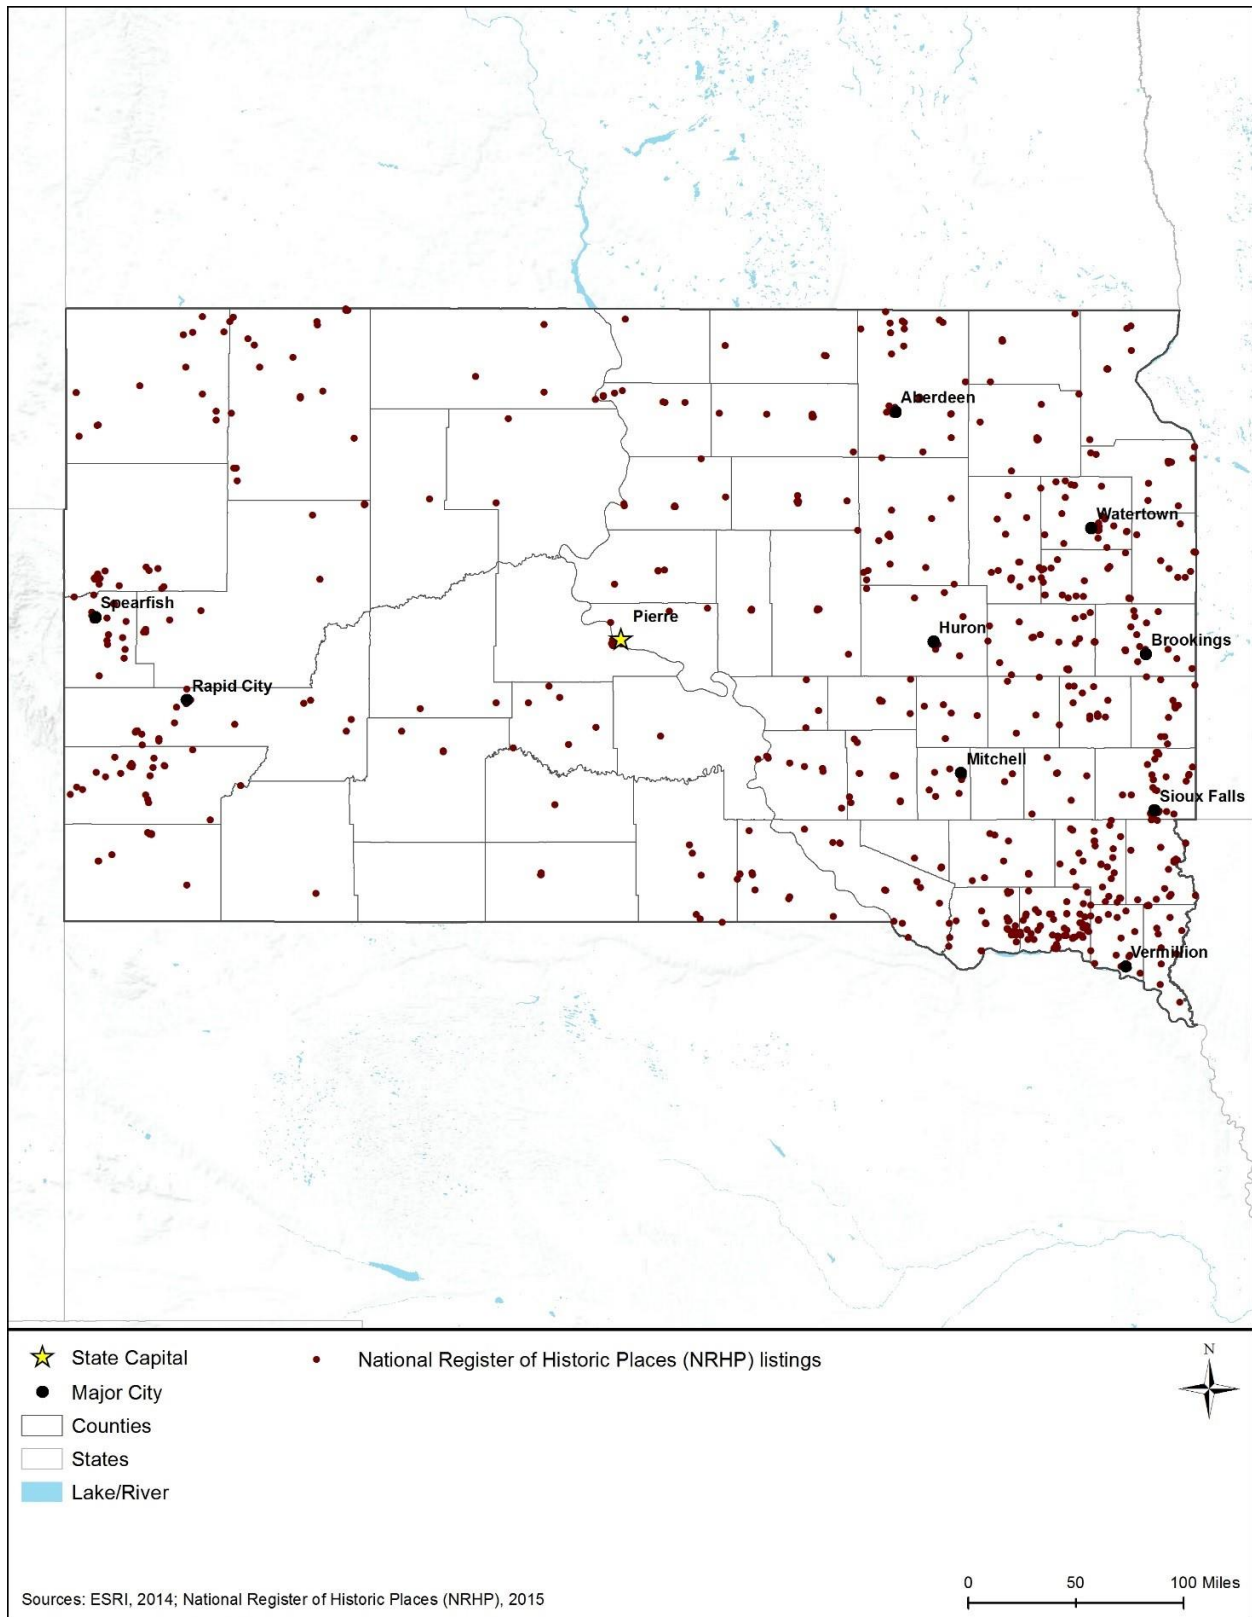 Aberdeen
Watertown
Spearfish
Pierre
Huron
Brookings
Rapid City
Mitchell
Sioux Falls
Vermillion
State Capital
National Register of Historic Places (NRHP) listings
N
Major City
Counties
States
Lake/River
0 50 100 Miles
Sources: ESRI, 2014; National Register of Historic Places (NRHP), 2015